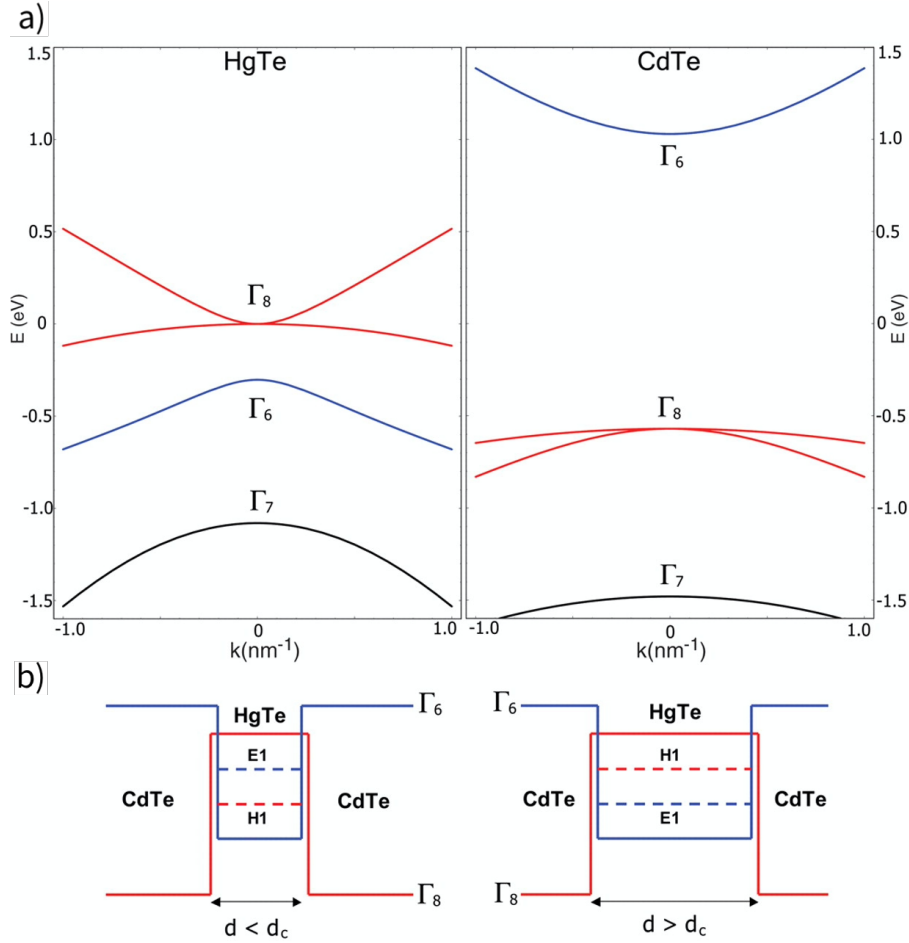 a)
HgTe
CdTe
1.5
1.0
0.5
0
-0.5
-1.0
-1.5
E (eV)
Γ8
Γ6
Γ7
-1.0
0
1.0
k(nm⁻¹)
1.5
1.0
0.5
0
-0.5
-1.0
-1.5
E (eV)
Γ6
Γ8
Γ7
-1.0
0
1.0
k(nm⁻¹)
b)
HgTe
Γ6
E1
CdTe
CdTe
H1
Γ8
d < dc
Γ6
HgTe
H1
CdTe
CdTe
E1
Γ8
d > dc